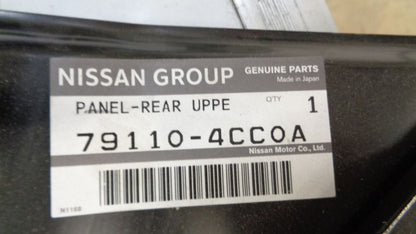 NISSAN GROUP GENUINE PARTS
Made in Japan
PANEL-REAR UPPE QTY 1
79110-4CC0A
Nissan Motor Co., Ltd.
N1168